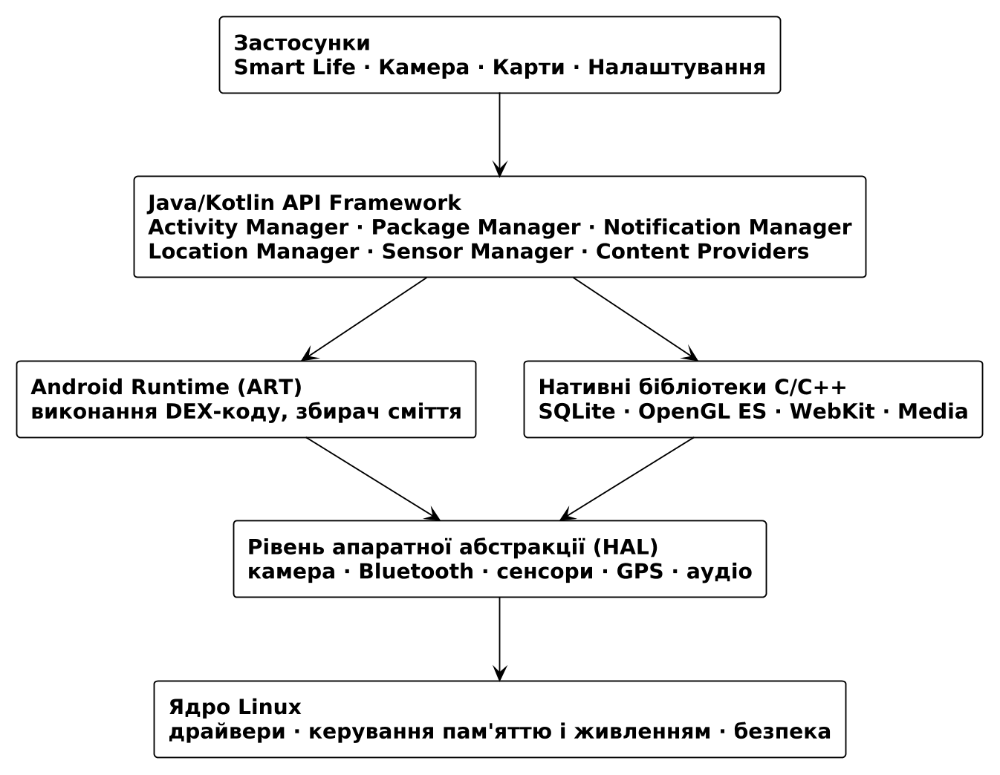 Застосунки
Smart Life · Камера · Карти · Налаштування
Java/Kotlin API Framework
Activity Manager · Package Manager · Notification Manager
Location Manager · Sensor Manager · Content Providers
Android Runtime (ART)
виконання DEX-коду, збирач сміття
Нативні бібліотеки C/C++
SQLite · OpenGL ES · WebKit · Media
Рівень апаратної абстракції (HAL)
камера · Bluetooth · сенсори · GPS · аудіо
Ядро Linux
драйвери · керування пам'яттю і живленням · безпека